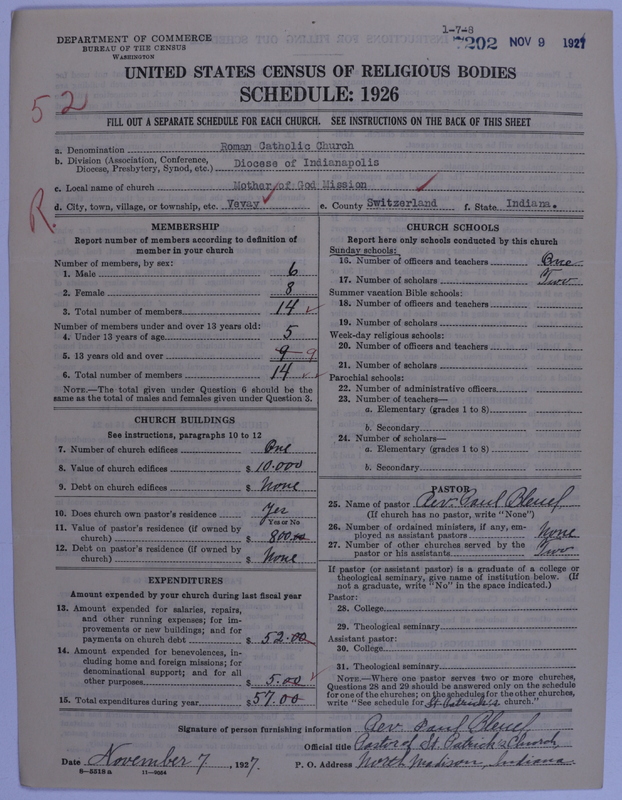 1-7-8
7202 NOV 9 1927
DEPARTMENT OF COMMERCE
BUREAU OF THE CENSUS
WASHINGTON
UNITED STATES CENSUS OF RELIGIOUS BODIES
SCHEDULE: 1926
52
FILL OUT A SEPARATE SCHEDULE FOR EACH CHURCH. SEE INSTRUCTIONS ON THE BACK OF THIS SHEET
a. Denomination Roman Catholic Church
b. Division (Association, Conference, Diocese, Presbytery, Synod, etc.) Diocese of Indianapolis
c. Local name of church Mother of God Mission
d. City, town, village, or township, etc. Vevay e. County Switzerland f. State Indiana.
R.
MEMBERSHIP
Report number of members according to definition of
member in your church
Number of members, by sex:
1. Male 6
2. Female 8
3. Total number of members 14
Number of members under and over 13 years old:
4. Under 13 years of age 5
5. 13 years old and over 9 9
6. Total number of members 14
NOTE.—The total given under Question 6 should be
same as the total of males and females given under Question 3.
CHURCH BUILDINGS
See instructions, paragraphs 10 to 12
7. Number of church edifices One
8. Value of church edifices $ 10.000
9. Debt on church edifices $ None
10. Does church own pastor's residence? Yes
Yes or No
11. Value of pastor's residence (if owned by
church) $ 800.00
12. Debt on pastor's residence (if owned by
church) $ None
EXPENDITURES
Amount expended by your church during last fiscal year
13. Amount expended for salaries, repairs,
and other running expenses; for im-
provements or new buildings; and for
payments on church debt $ 52.00
14. Amount expended for benevolences, in-
cluding home and foreign missions; for
denominational support; and for all
other purposes $ 5.00
15. Total expenditures during year $ 57.00
CHURCH SCHOOLS
Report here only schools conducted by this church
Sunday schools:
16. Number of officers and teachers One
17. Number of scholars Two
Summer vacation Bible schools:
18. Number of officers and teachers
19. Number of scholars
Week-day religious schools:
20. Number of officers and teachers
21. Number of scholars
Parochial schools:
22. Number of administrative officers
23. Number of teachers—
a. Elementary (grades 1 to 8)
b. Secondary
24. Number of scholars—
a. Elementary (grades 1 to 8)
b. Secondary
PASTOR
25. Name of pastor Rev. Paul Bleuel
(If church has no pastor, write "None")
26. Number of ordained ministers, if any, em-
ployed as assistant pastors None
27. Number of other churches served by the
pastor or his assistants Two
If pastor (or assistant pastor) is a graduate of a college or
theological seminary, give name of institution below. (If
not a graduate, write "No" in the space indicated.)
Pastor:
28. College
29. Theological seminary
Assistant pastor:
30. College
31. Theological seminary
NOTE.—Where one pastor serves two or more churches,
Questions 28 and 29 should be answered only on the schedule
for one of the churches; on the schedules for the other churches,
write "See schedule for St Patrick's church.
Signature of person furnishing information Rev. Paul Bleuel
Official title Pastor of St. Patrick's Church
Date November 7, 1927. P. O. Address North Madison, Indiana.
8-5318 a 11-9034